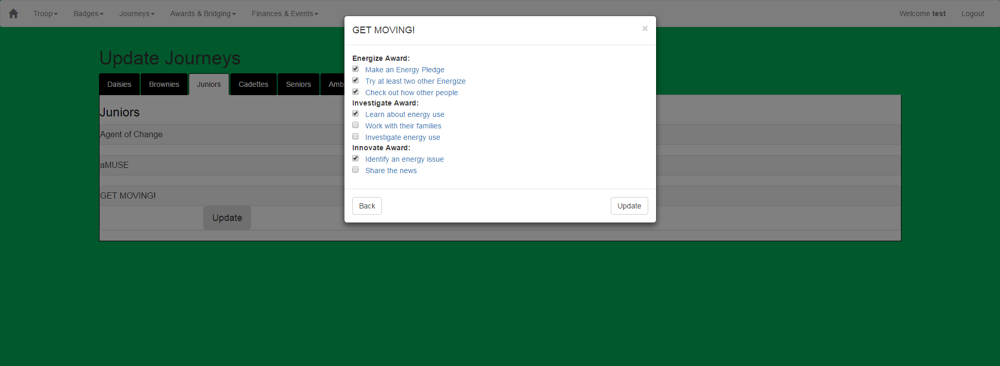 Troop Badges Journeys Awards & Bridging Finances & Events Welcome test Logout
Update Journeys
Daisies Brownies Juniors Cadettes Seniors Amb
Juniors
Agent of Change
aMUSE
GET MOVING!
Update
GET MOVING! ×
Energize Award:
Make an Energy Pledge
Try at least two other Energize
Check out how other people
Investigate Award:
Learn about energy use
Work with their families
Investigate energy use
Innovate Award:
Identify an energy issue
Share the news
Back Update